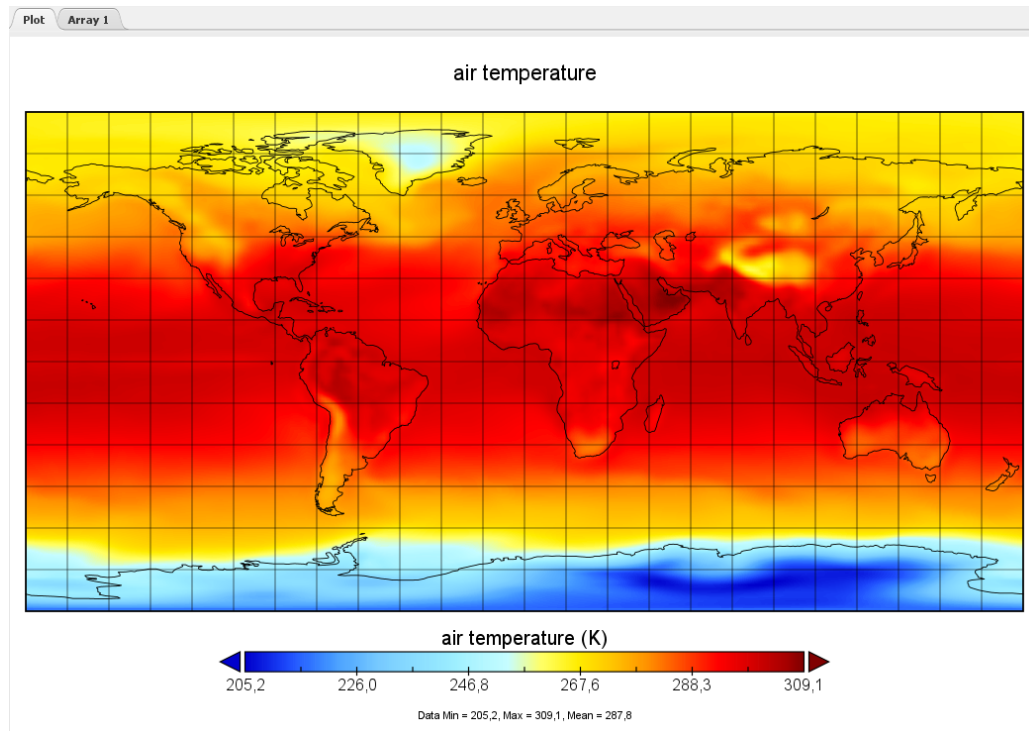 Plot Array 1
air temperature
air temperature (K)
205,2 226,0 246,8 267,6 288,3 309,1
Data Min = 205,2, Max = 309,1, Mean = 287,8